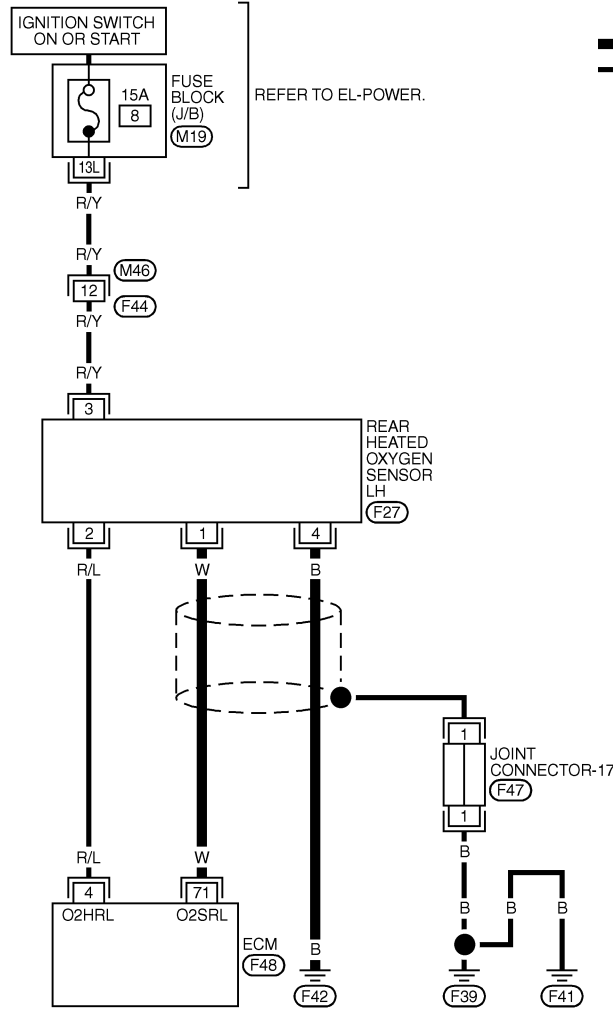 IGNITION SWITCH
ON OR START
FUSE
BLOCK
(J/B)
M19
15A
8
REFER TO EL-POWER.
13L
R/Y
R/Y
M46
12
F44
R/Y
R/Y
3
REAR
HEATED
OXYGEN
SENSOR
LH
F27
2 1 4
R/L W B
1
JOINT
CONNECTOR-17
F47
1
B
R/L W
4 71
O2HRL O2SRL
ECM
F48
B
B B B
F42 F39 F41